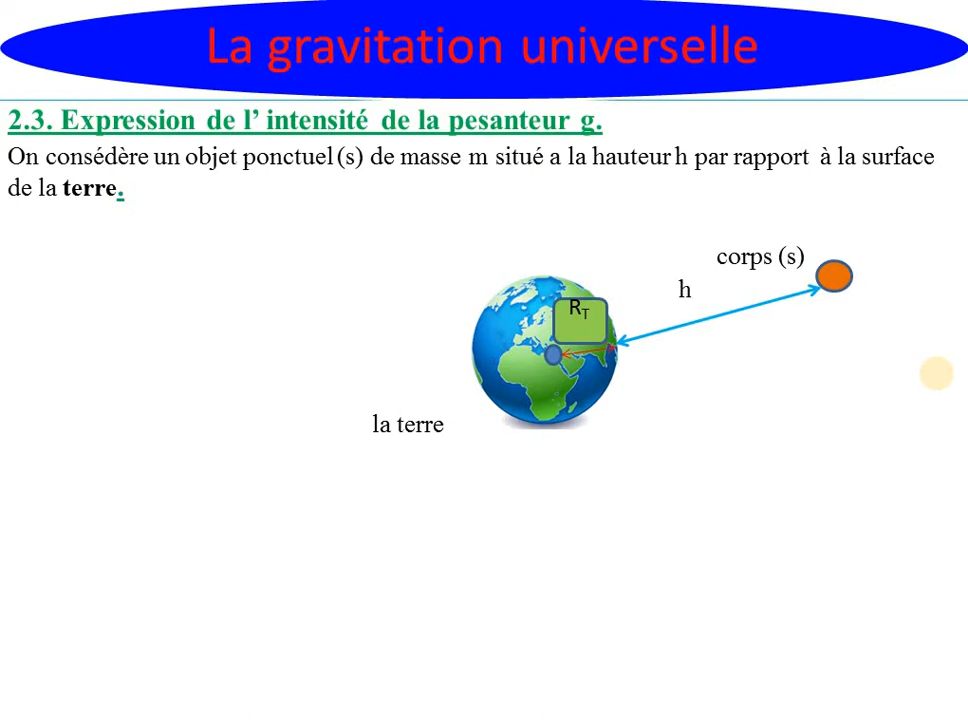 La gravitation universelle
2.3. Expression de l’ intensité de la pesanteur g.
On consédère un objet ponctuel (s) de masse m situé a la hauteur h par rapport à la surface
de la terre.
corps (s)
h
RT
la terre